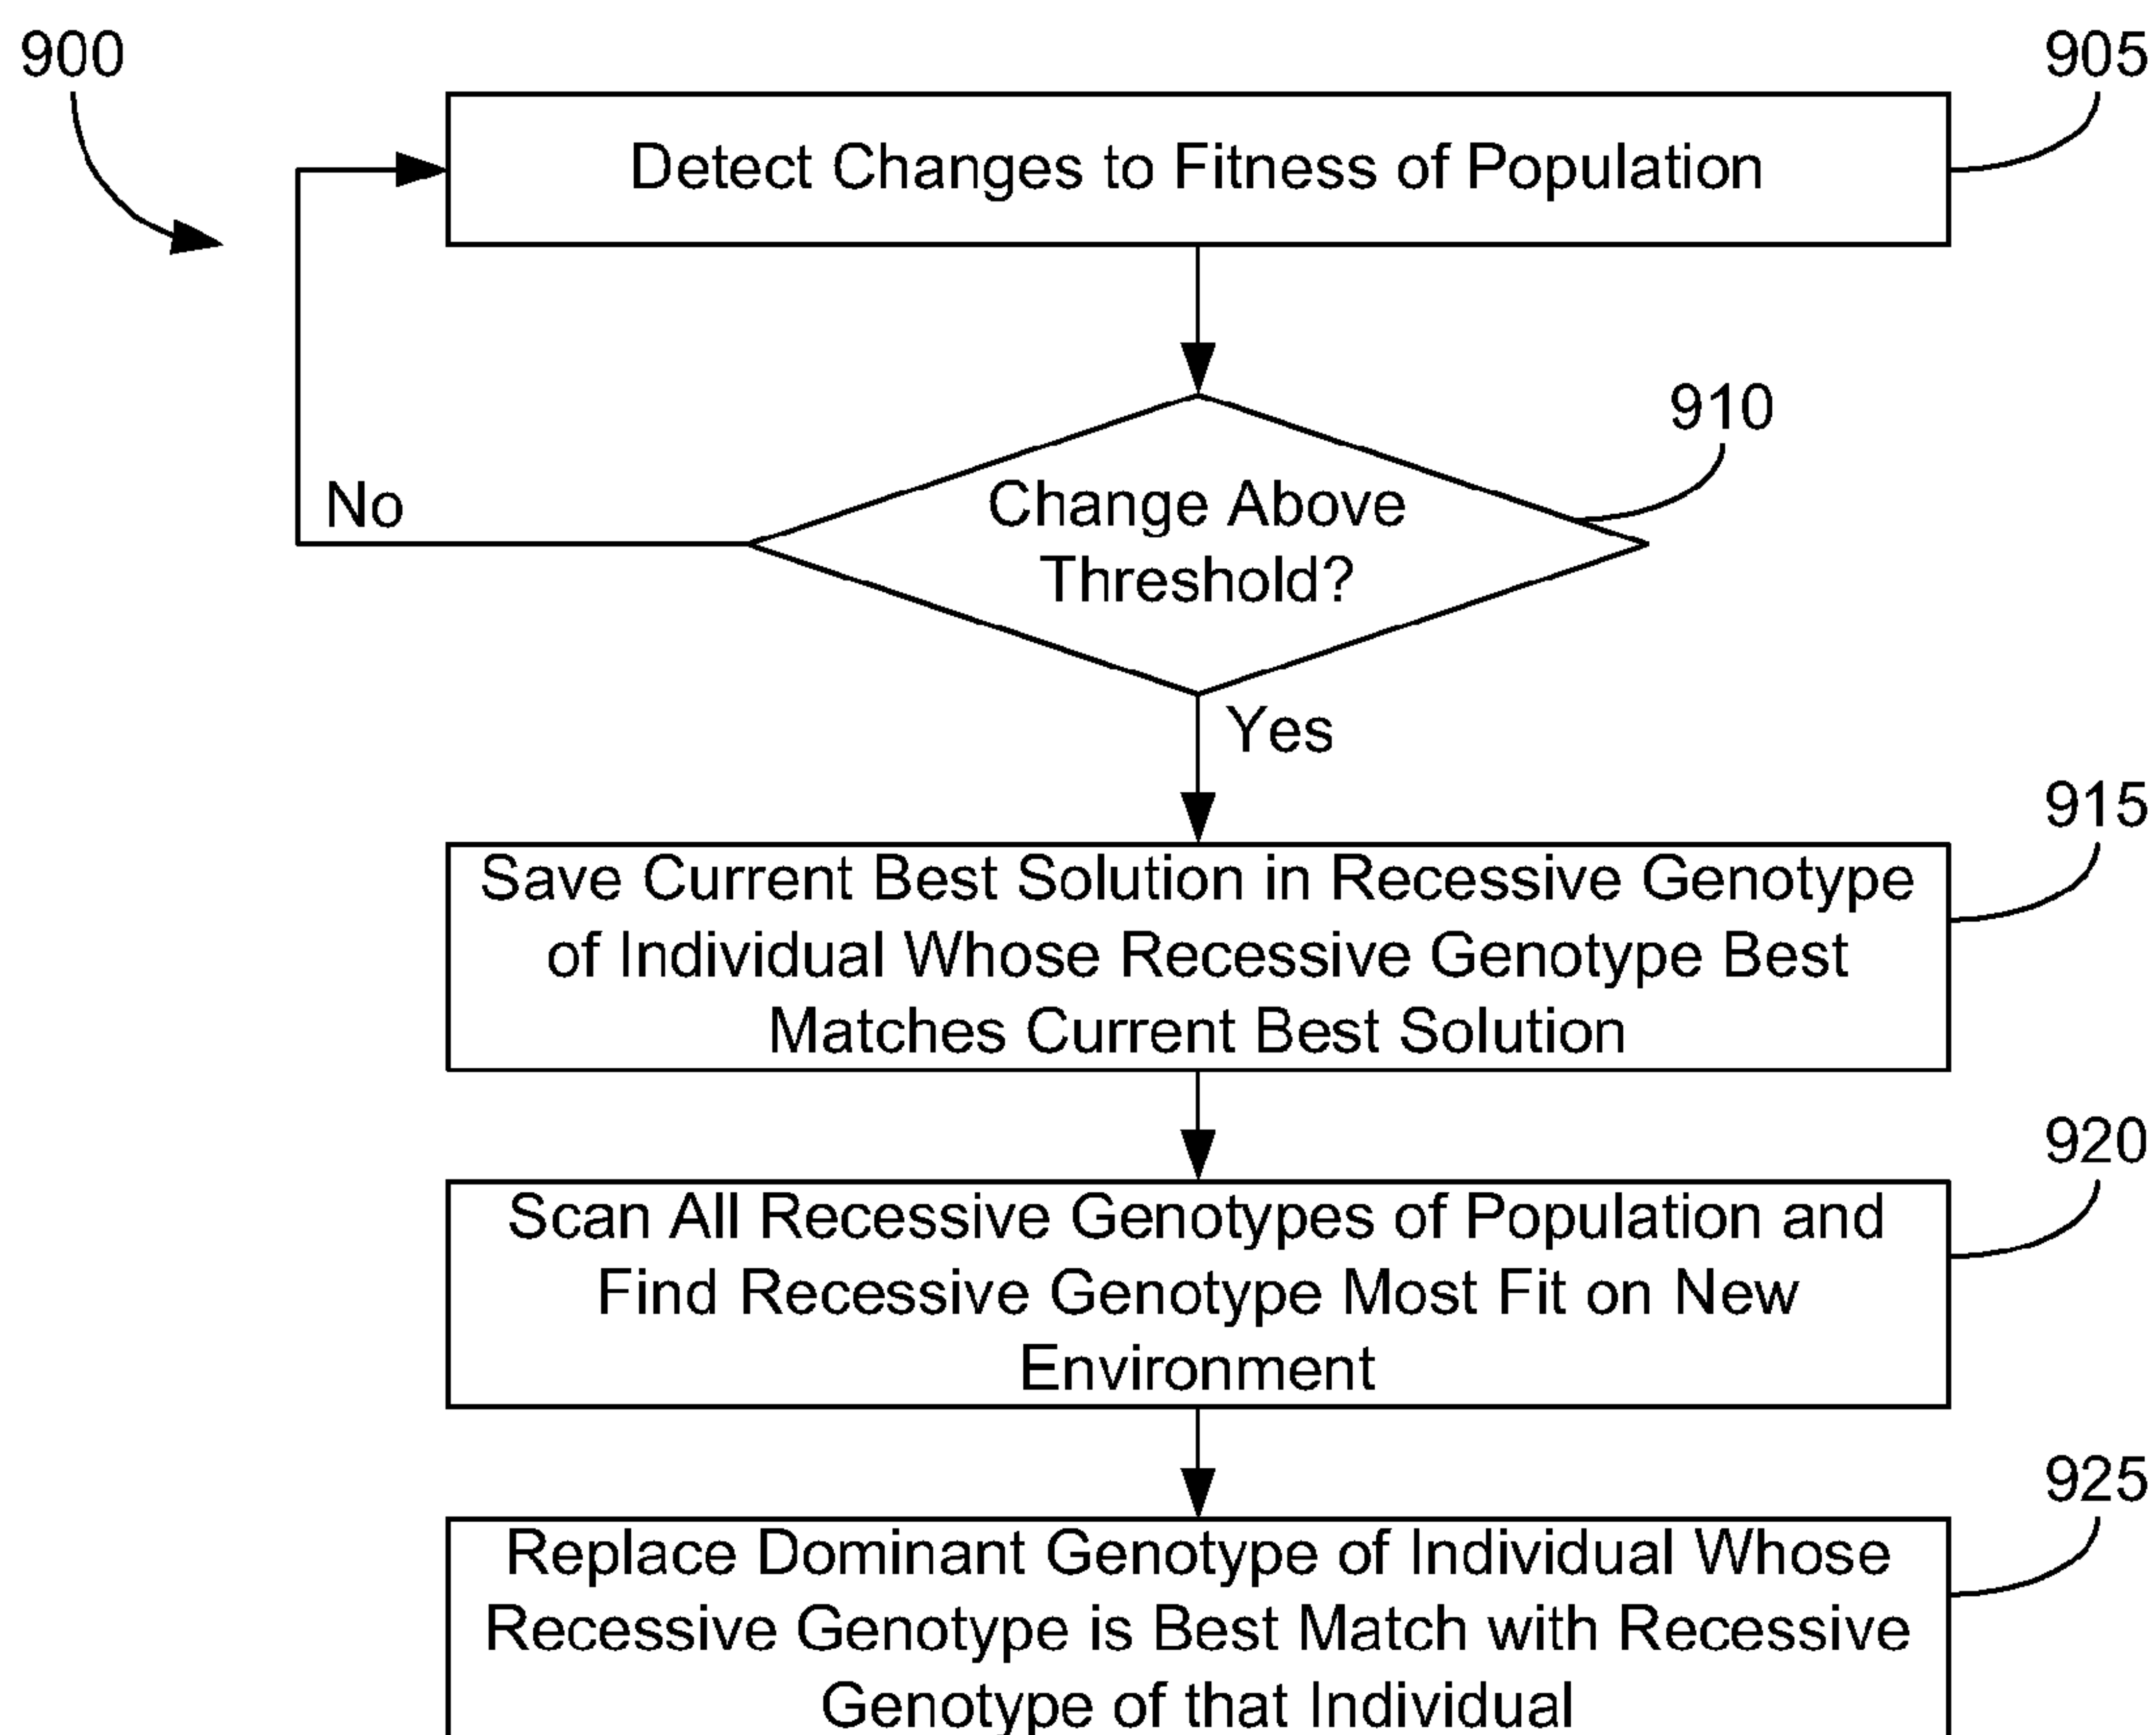 900
905
Detect Changes to Fitness of Population
910
Change Above
Threshold?
No
Yes
915
Save Current Best Solution in Recessive Genotype
of Individual Whose Recessive Genotype Best
Matches Current Best Solution
920
Scan All Recessive Genotypes of Population and
Find Recessive Genotype Most Fit on New
Environment
925
Replace Dominant Genotype of Individual Whose
Recessive Genotype is Best Match with Recessive
Genotype of that Individual